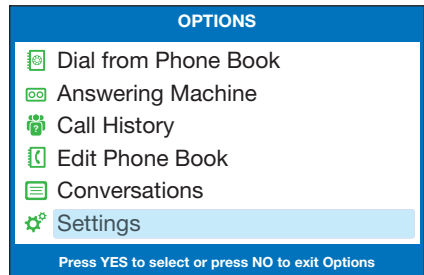 OPTIONS
Dial from Phone Book
Answering Machine
Call History
Edit Phone Book
Conversations
Settings
Press YES to select or press NO to exit Options